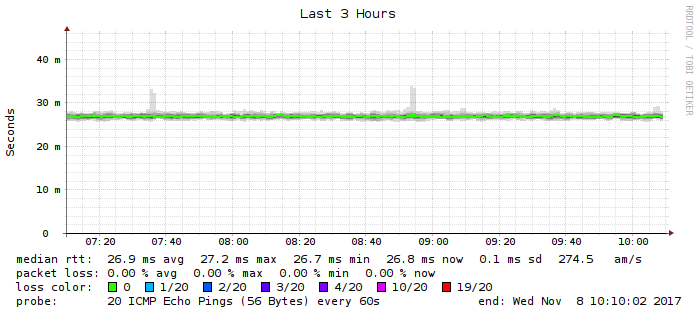 Last 3 Hours
RRDTOOL / TOBI OETIKER
Seconds
40 m
30 m
20 m
10 m
0
07:20 07:40 08:00 08:20 08:40 09:00 09:20 09:40 10:00
median rtt: 26.9 ms avg 27.2 ms max 26.7 ms min 26.8 ms now 0.1 ms sd 274.5 am/s
packet loss: 0.00 % avg 0.00 % max 0.00 % min 0.00 % now
loss color: 0 1/20 2/20 3/20 4/20 10/20 19/20
probe: 20 ICMP Echo Pings (56 Bytes) every 60s end: Wed Nov 8 10:10:02 2017